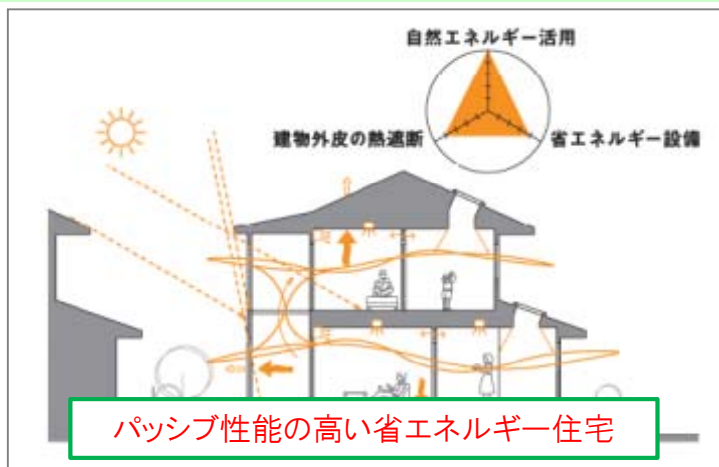 自然エネルギー活用
建物外皮の熱遮断
省エネルギー設備
パッシブ性能の高い省エネルギー住宅